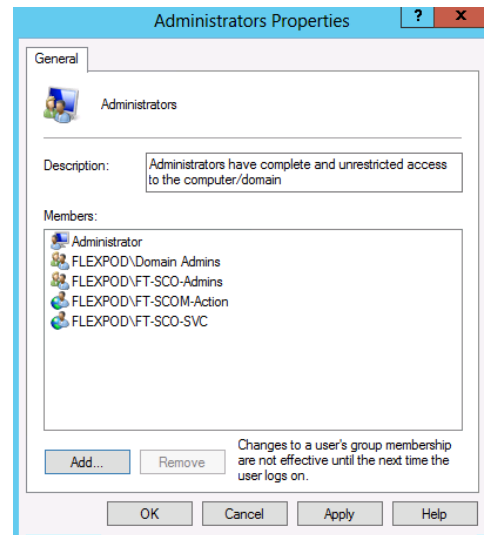 Administrators Properties
?
x
General
Administrators
Description:
Administrators have complete and unrestricted access
to the computer/domain
Members:
Administrator
FLEXPOD\Domain Admins
FLEXPOD\FT-SCO-Admins
FLEXPOD\FT-SCOM-Action
FLEXPOD\FT-SCO-SVC
Add...
Remove
Changes to a user's group membership
are not effective until the next time the
user logs on.
OK
Cancel
Apply
Help